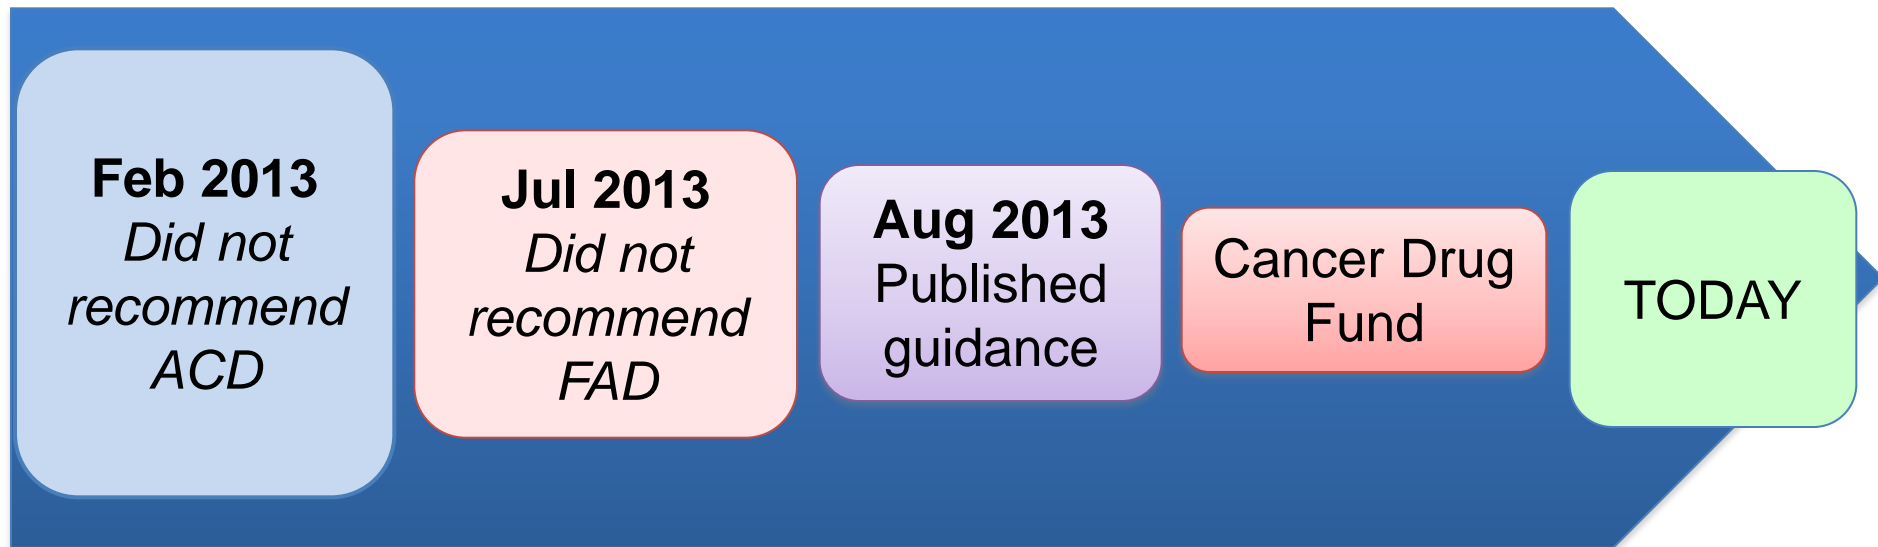 Feb 2013
Did not
recommend
ACD
Jul 2013
Did not
recommend
FAD
Aug 2013
Published
guidance
Cancer Drug
Fund
TODAY